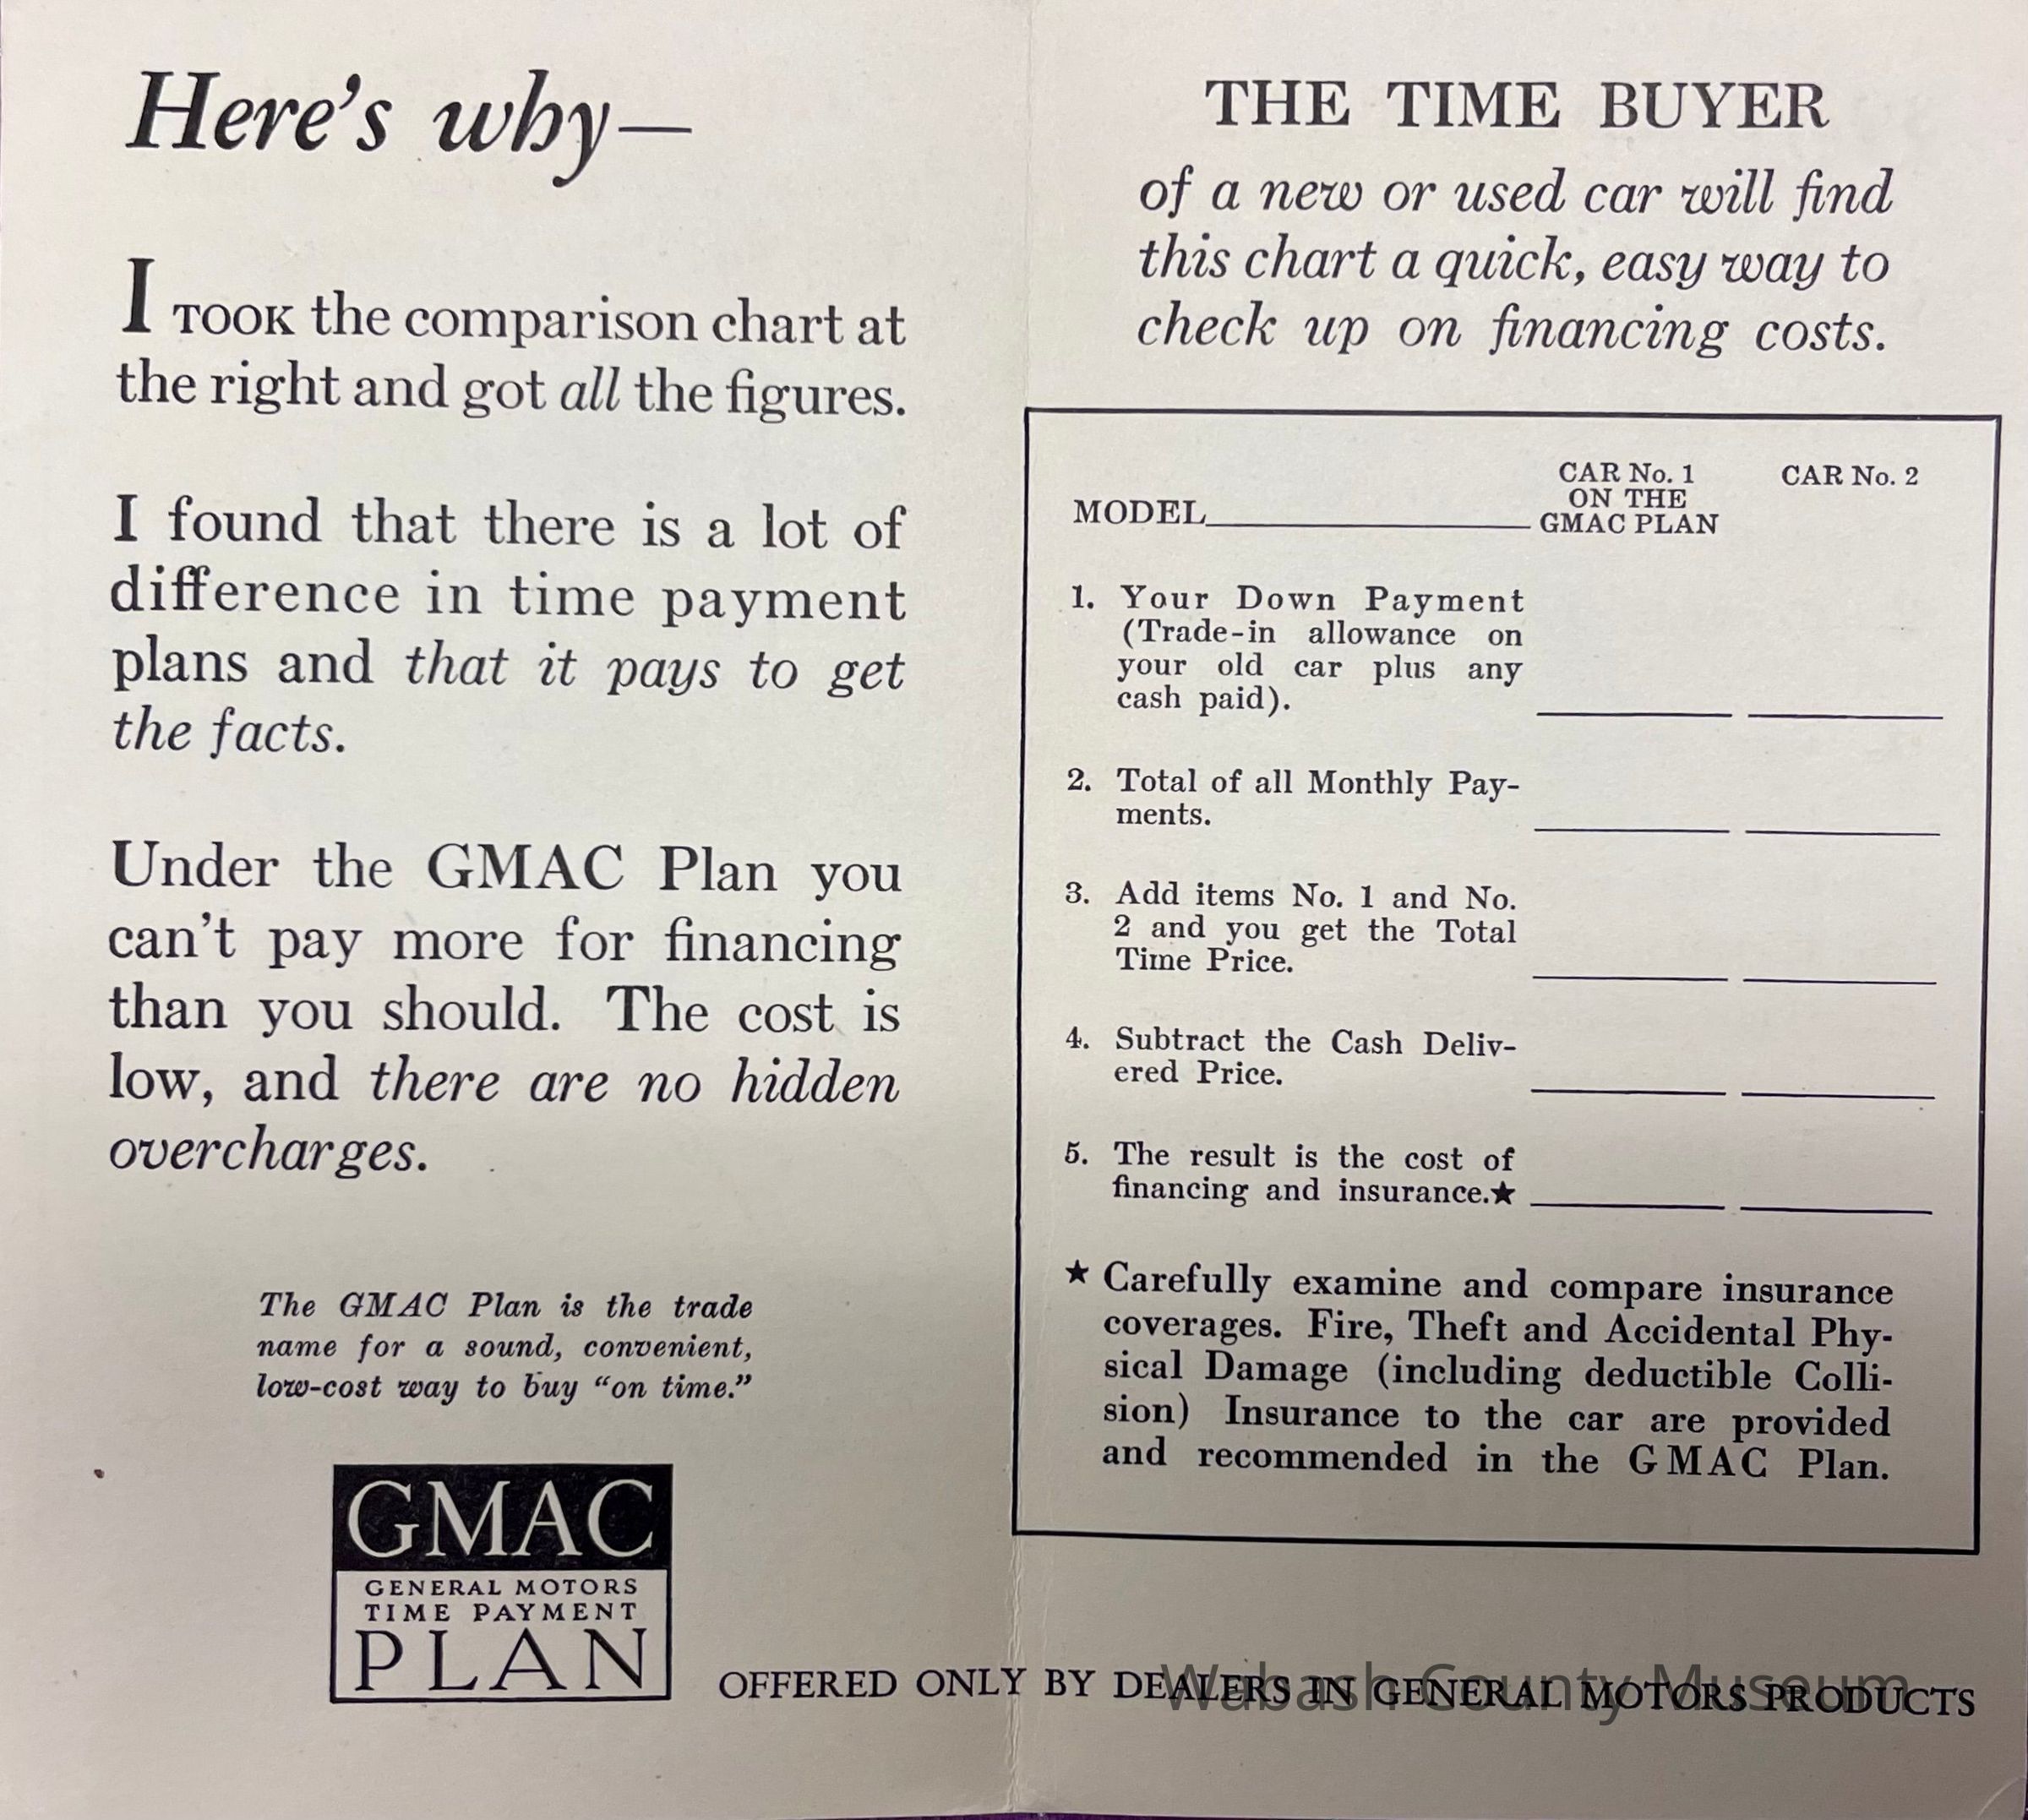 Here's why—
I TOOK the comparison chart at
the right and got all the figures.
I found that there is a lot of
difference in time payment
plans and that it pays to get
the facts.
Under the GMAC Plan you
can't pay more for financing
than you should. The cost is
low, and there are no hidden
overcharges.
The GMAC Plan is the trade
name for a sound, convenient,
low-cost way to buy “on time.”
GMAC
GENERAL MOTORS
TIME PAYMENT
PLAN
THE TIME BUYER
of a new or used car will find
this chart a quick, easy way to
check up on financing costs.
CAR No. 1
ON THE
GMAC PLAN
CAR No. 2
MODEL
1. Your Down Payment
(Trade-in allowance on
your old car plus any
cash paid).
2. Total of all Monthly Pay-
ments.
3. Add items No. 1 and No.
2 and you get the Total
Time Price.
4. Subtract the Cash Deliv-
ered Price.
5. The result is the cost of
financing and insurance.★
★ Carefully examine and compare insurance
coverages. Fire, Theft and Accidental Phy-
sical Damage (including deductible Colli-
sion) Insurance to the car are provided
and recommended in the GMAC Plan.
OFFERED ONLY BY DEALERS IN GENERAL MOTORS PRODUCTS
Wabash County Museum